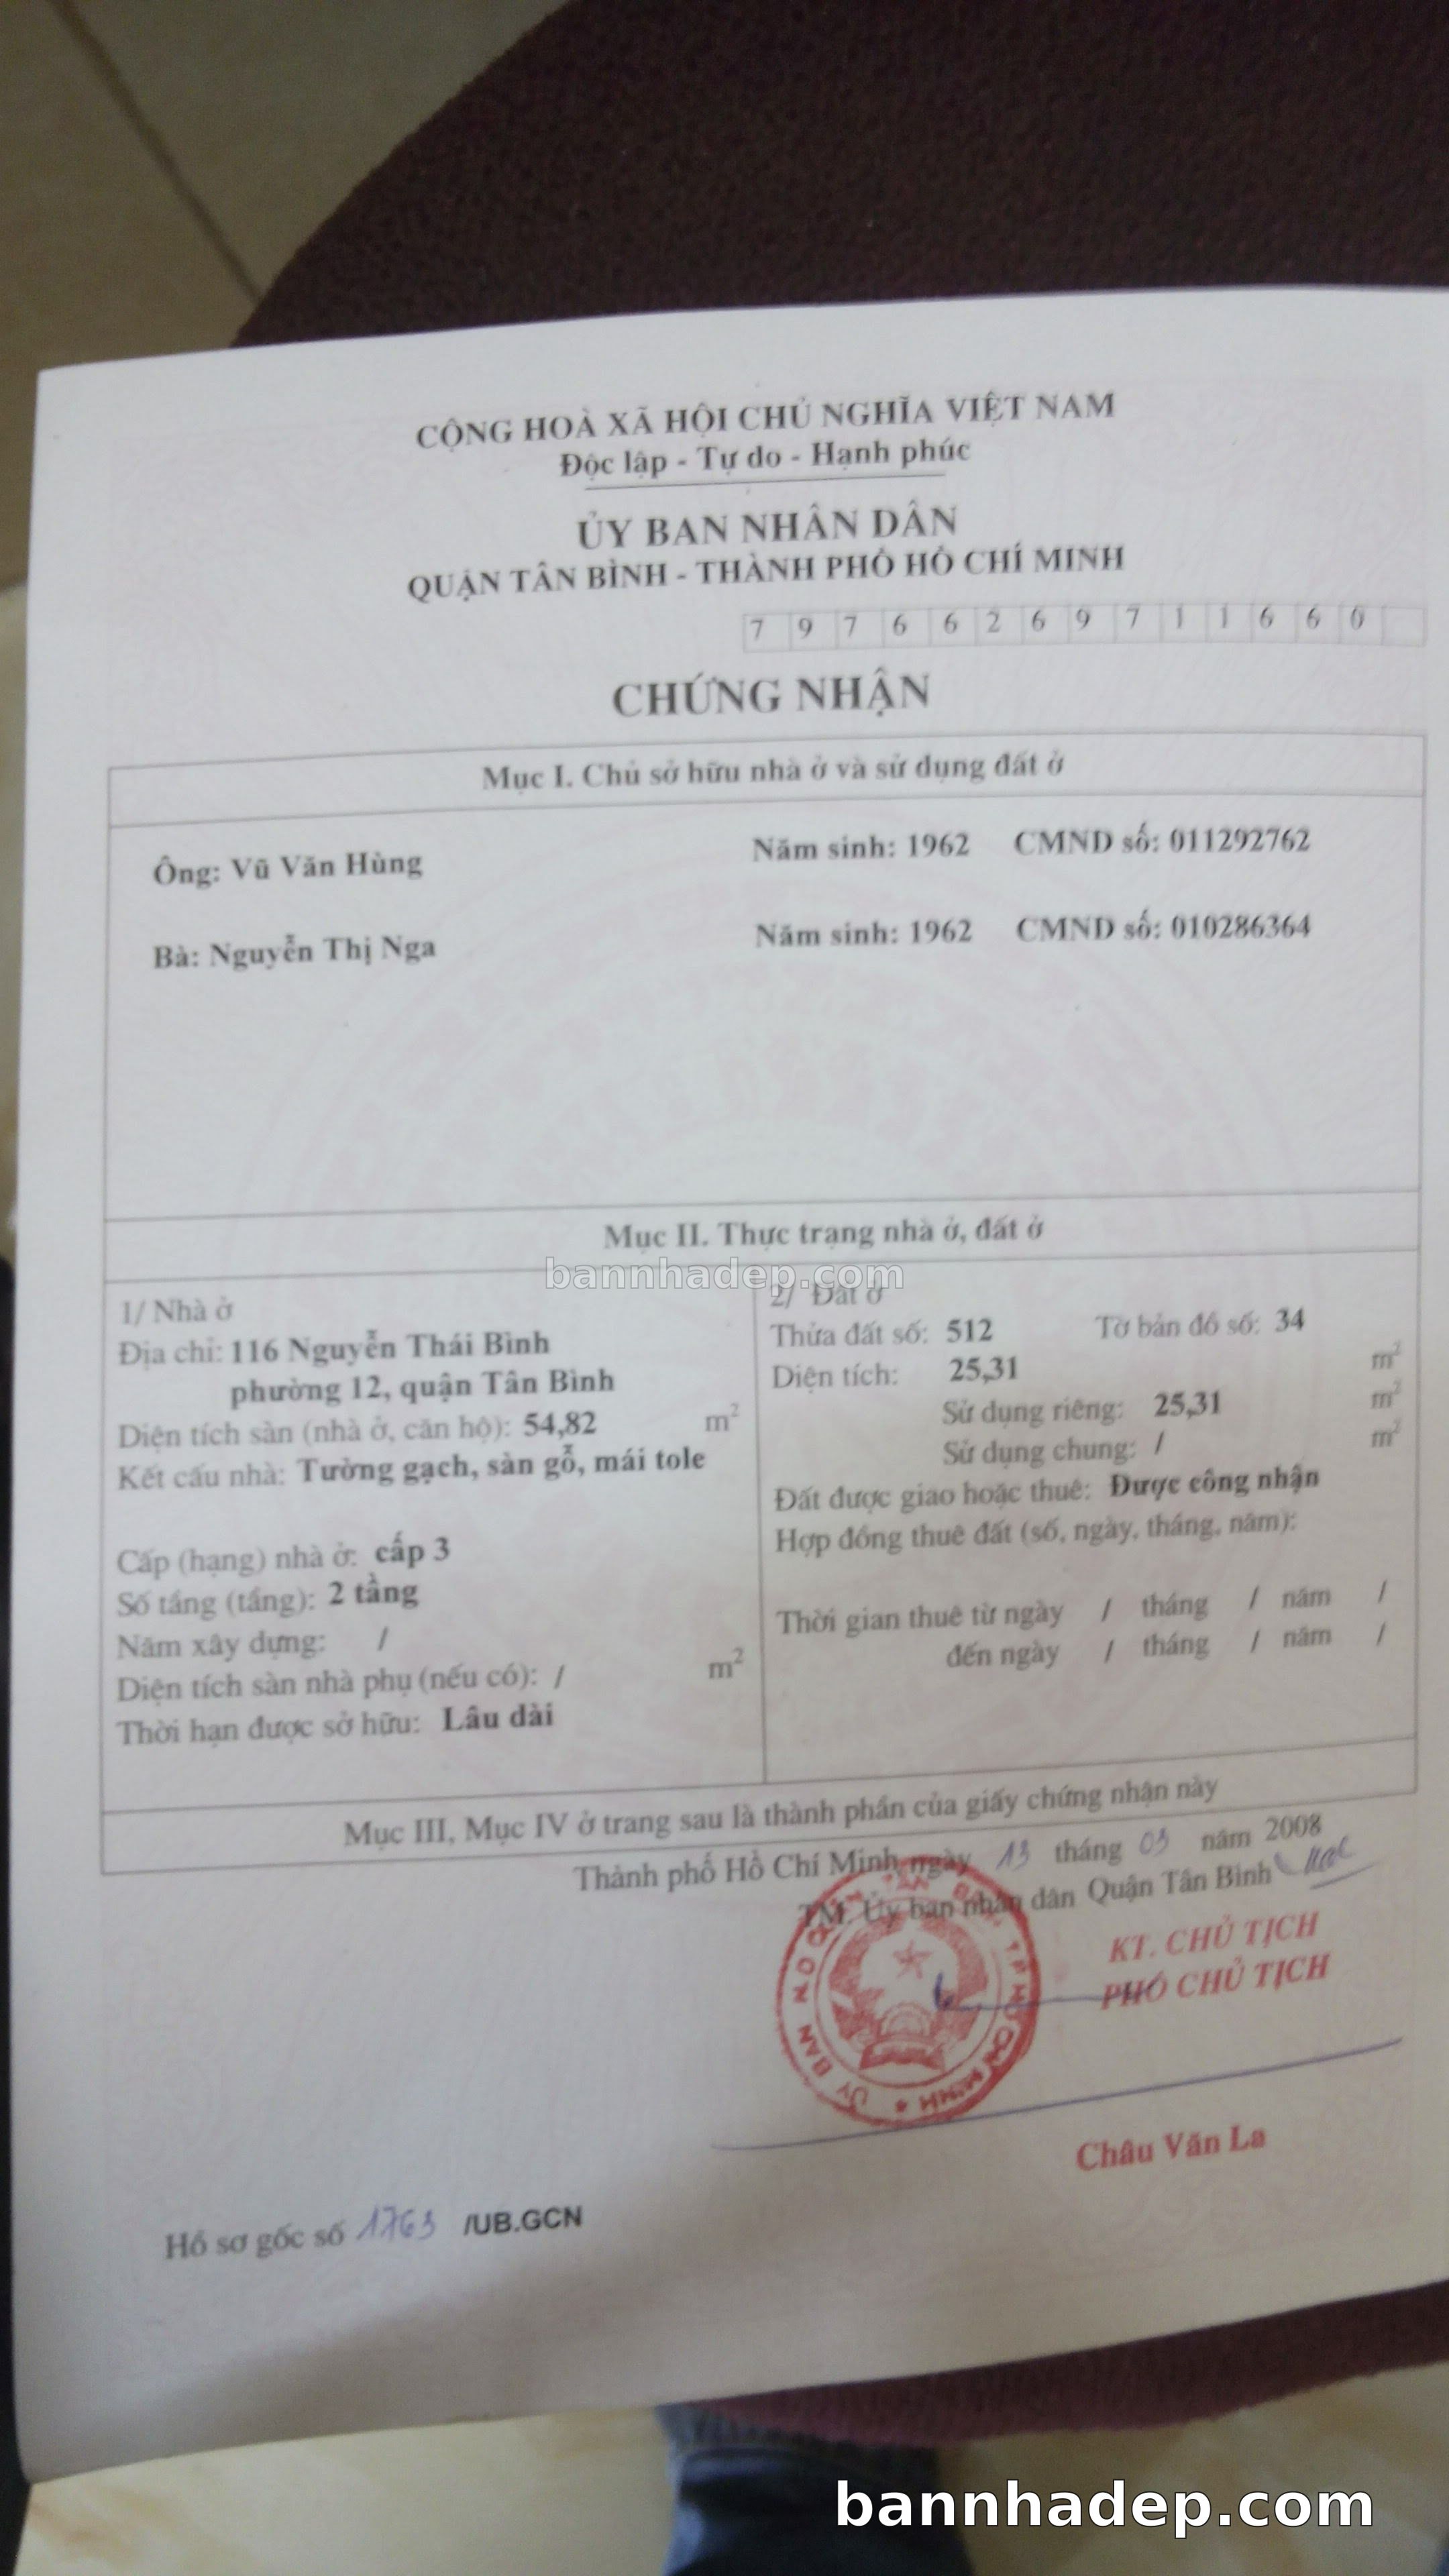 CỘNG HOÀ XÃ HỘI CHỦ NGHĨA VIỆT NAM
Độc lập - Tự do - Hạnh phúc
ỦY BAN NHÂN DÂN
QUẬN TÂN BÌNH - THÀNH PHỐ HỒ CHÍ MINH
7 9 7 6 6 2 6 9 7 1 1 6 6 0
CHỨNG NHẬN
Mục I. Chủ sở hữu nhà ở và sử dụng đất ở
Ông: Vũ Văn Hùng Năm sinh: 1962 CMND số: 011292762
Bà: Nguyễn Thị Nga Năm sinh: 1962 CMND số: 010286364
Mục II. Thực trạng nhà ở, đất ở
bannhadep.com
1/ Nhà ở
Địa chỉ: 116 Nguyễn Thái Bình
phường 12, quận Tân Bình
Diện tích sàn (nhà ở, căn hộ): 54,82 m²
Kết cấu nhà: Tường gạch, sàn gỗ, mái tole
Cấp (hạng) nhà ở: cấp 3
Số tầng (tầng): 2 tầng
Năm xây dựng: /
Diện tích sàn nhà phụ (nếu có): / m²
Thời hạn được sở hữu: Lâu dài
2/ Đất ở
Thửa đất số: 512 Tờ bản đồ số: 34
Diện tích: 25,31 m²
Sử dụng riêng: 25,31 m²
Sử dụng chung: / m²
Đất được giao hoặc thuê: Được công nhận
Hợp đồng thuê đất (số, ngày, tháng, năm):
Thời gian thuê từ ngày / tháng / năm /
đến ngày / tháng / năm /
Mục III, Mục IV ở trang sau là thành phần của giấy chứng nhận này
Thành phố Hồ Chí Minh, ngày 13 tháng 03 năm 2008
TM. Ủy ban nhân dân Quận Tân Bình
KT. CHỦ TỊCH
PHÓ CHỦ TỊCH
ỦY BAN N.D Q. TÂN BÌNH T.P HỒ CHÍ MINH
Châu Văn La
Hồ sơ gốc số 1763 /UB.GCN
bannhadep.com